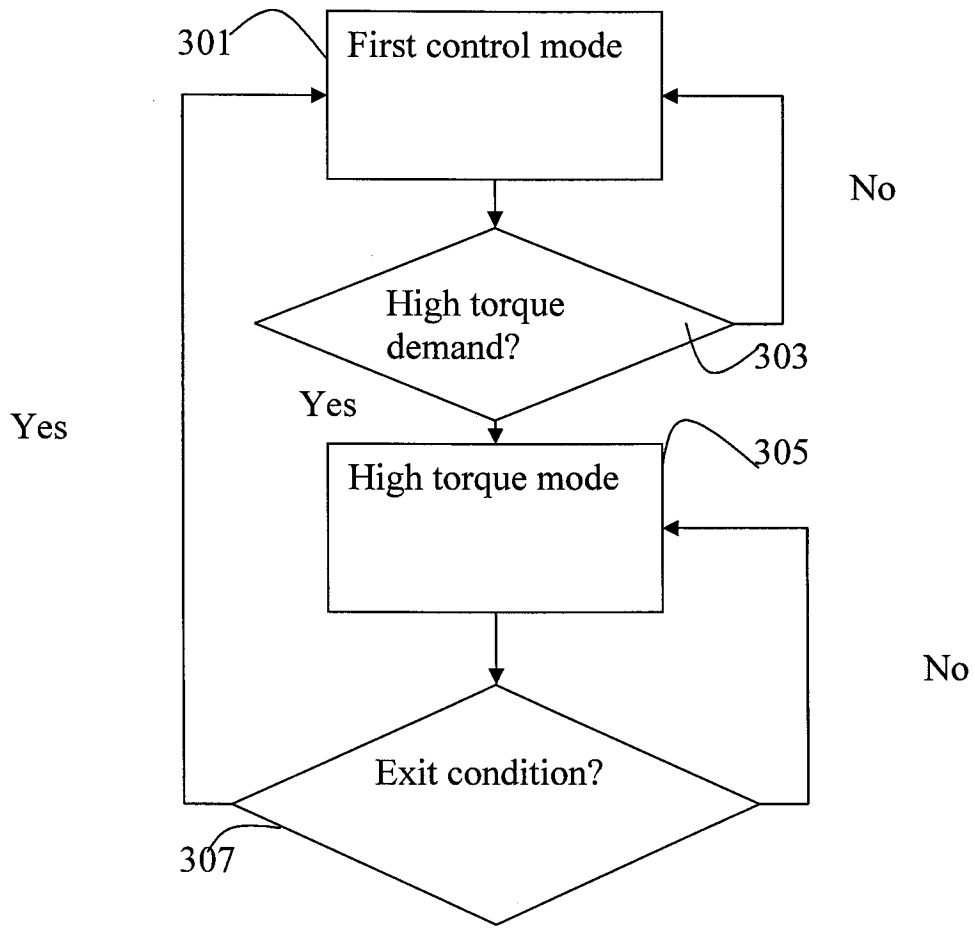 301
First control mode
No
High torque
demand?
303
Yes
Yes
305
High torque mode
No
Exit condition?
307